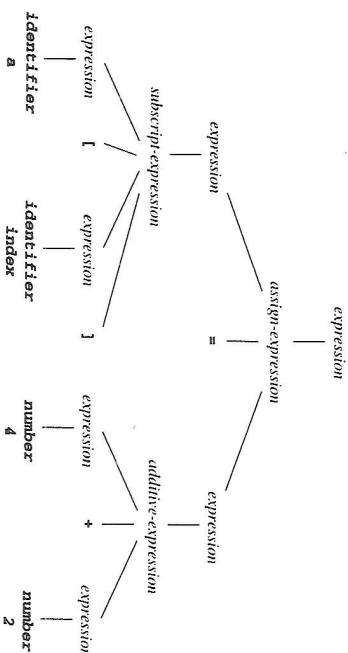 expression
assign-expression
expression = expression
subscript-expression additive-expression
expression [ expression ] expression + expression
identifier identifier number number
a index 4 2